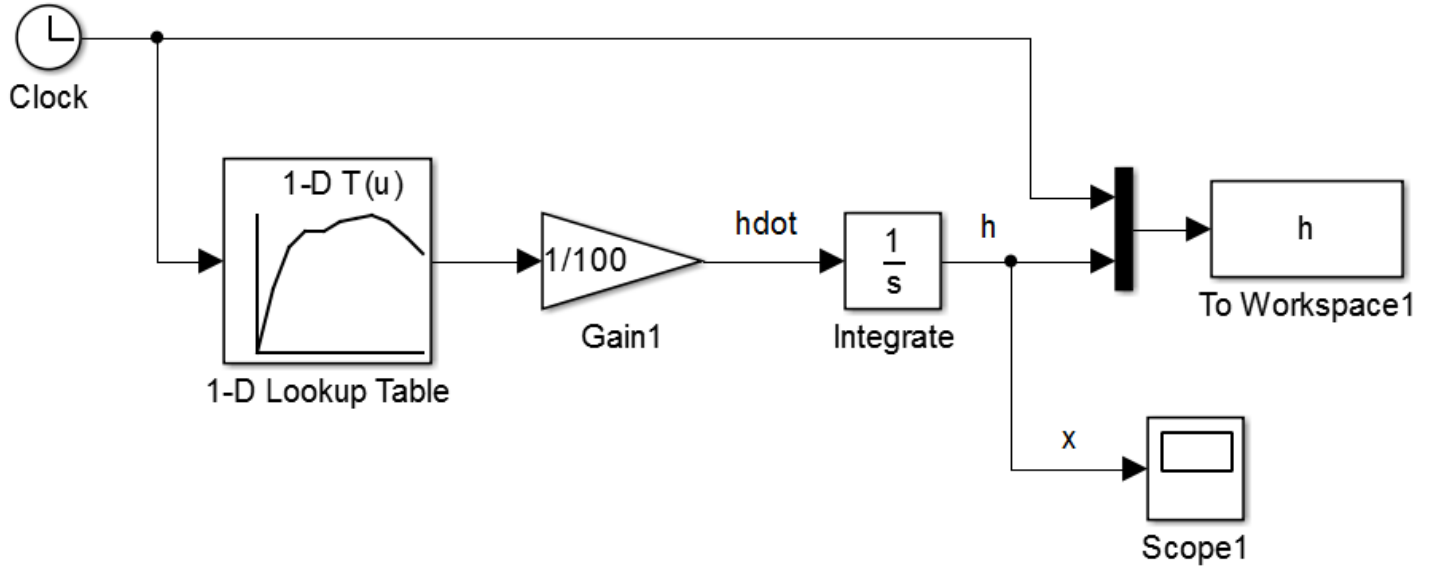 Clock
1-D T(u)
1-D Lookup Table
1/100
Gain1
hdot
1
s
Integrate
h
h
To Workspace1
x
Scope1